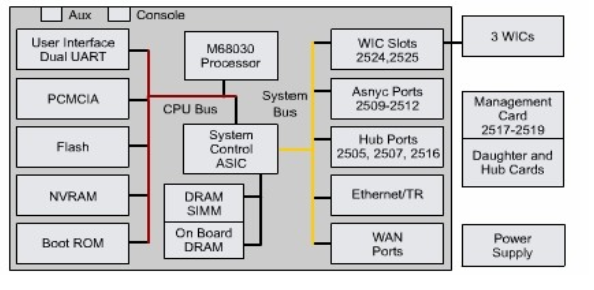 Aux
Console
User Interface
Dual UART
PCMCIA
Flash
NVRAM
Boot ROM
M68030
Processor
CPU Bus
System
Control
ASIC
DRAM
SIMM
On Board
DRAM
System
Bus
WIC Slots
2524,2525
Asnyc Ports
2509-2512
Hub Ports
2505, 2507, 2516
Ethernet/TR
WAN
Ports
3 WICs
Management
Card
2517-2519
Daughter and
Hub Cards
Power
Supply